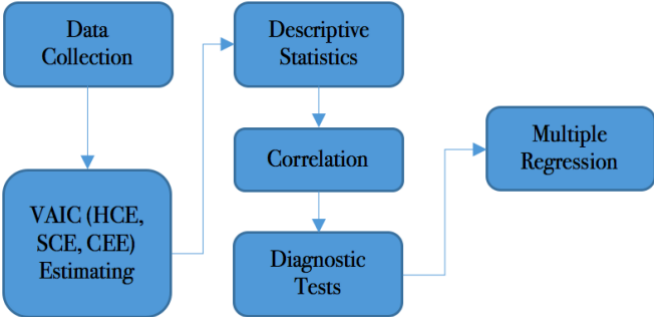 Data
Collection
VAIC (HCE,
SCE, CEE)
Estimating
Descriptive
Statistics
Correlation
Diagnostic
Tests
Multiple
Regression